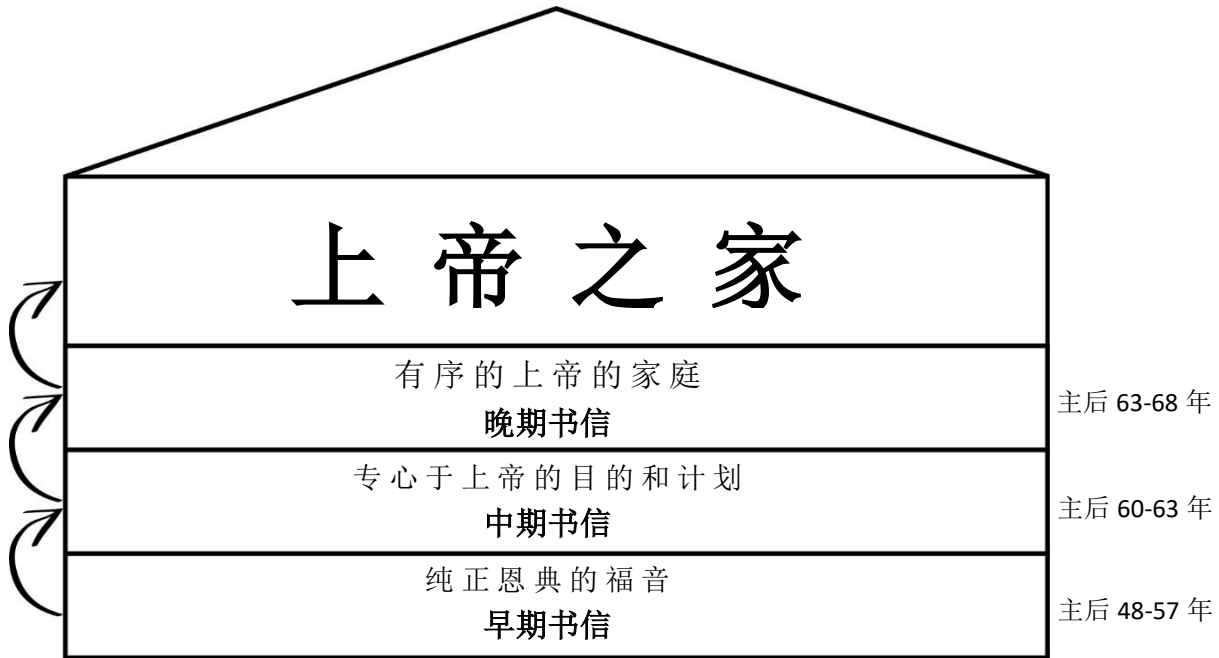 上帝之家
有序的上帝的家庭
晚期书信
主后 63-68 年
专心于上帝的目的和计划
中期书信
主后 60-63 年
纯正恩典的福音
早期书信
主后 48-57 年